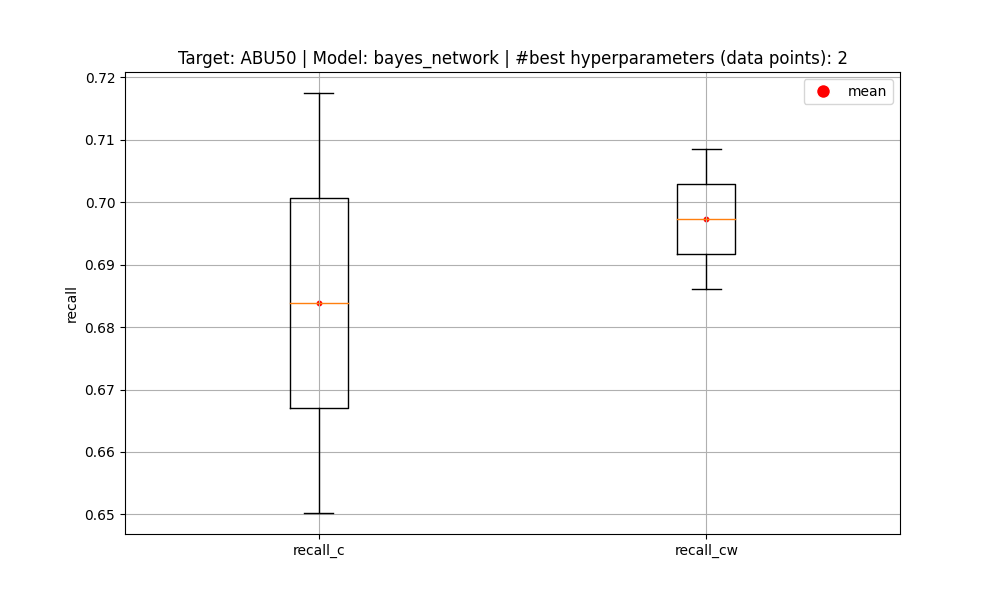 Target: ABU50 | Model: bayes_network | #best hyperparameters (data points): 2
mean
0.72
0.71
0.70
0.69
0.68
0.67
0.66
0.65
recall
recall_c
recall_cw